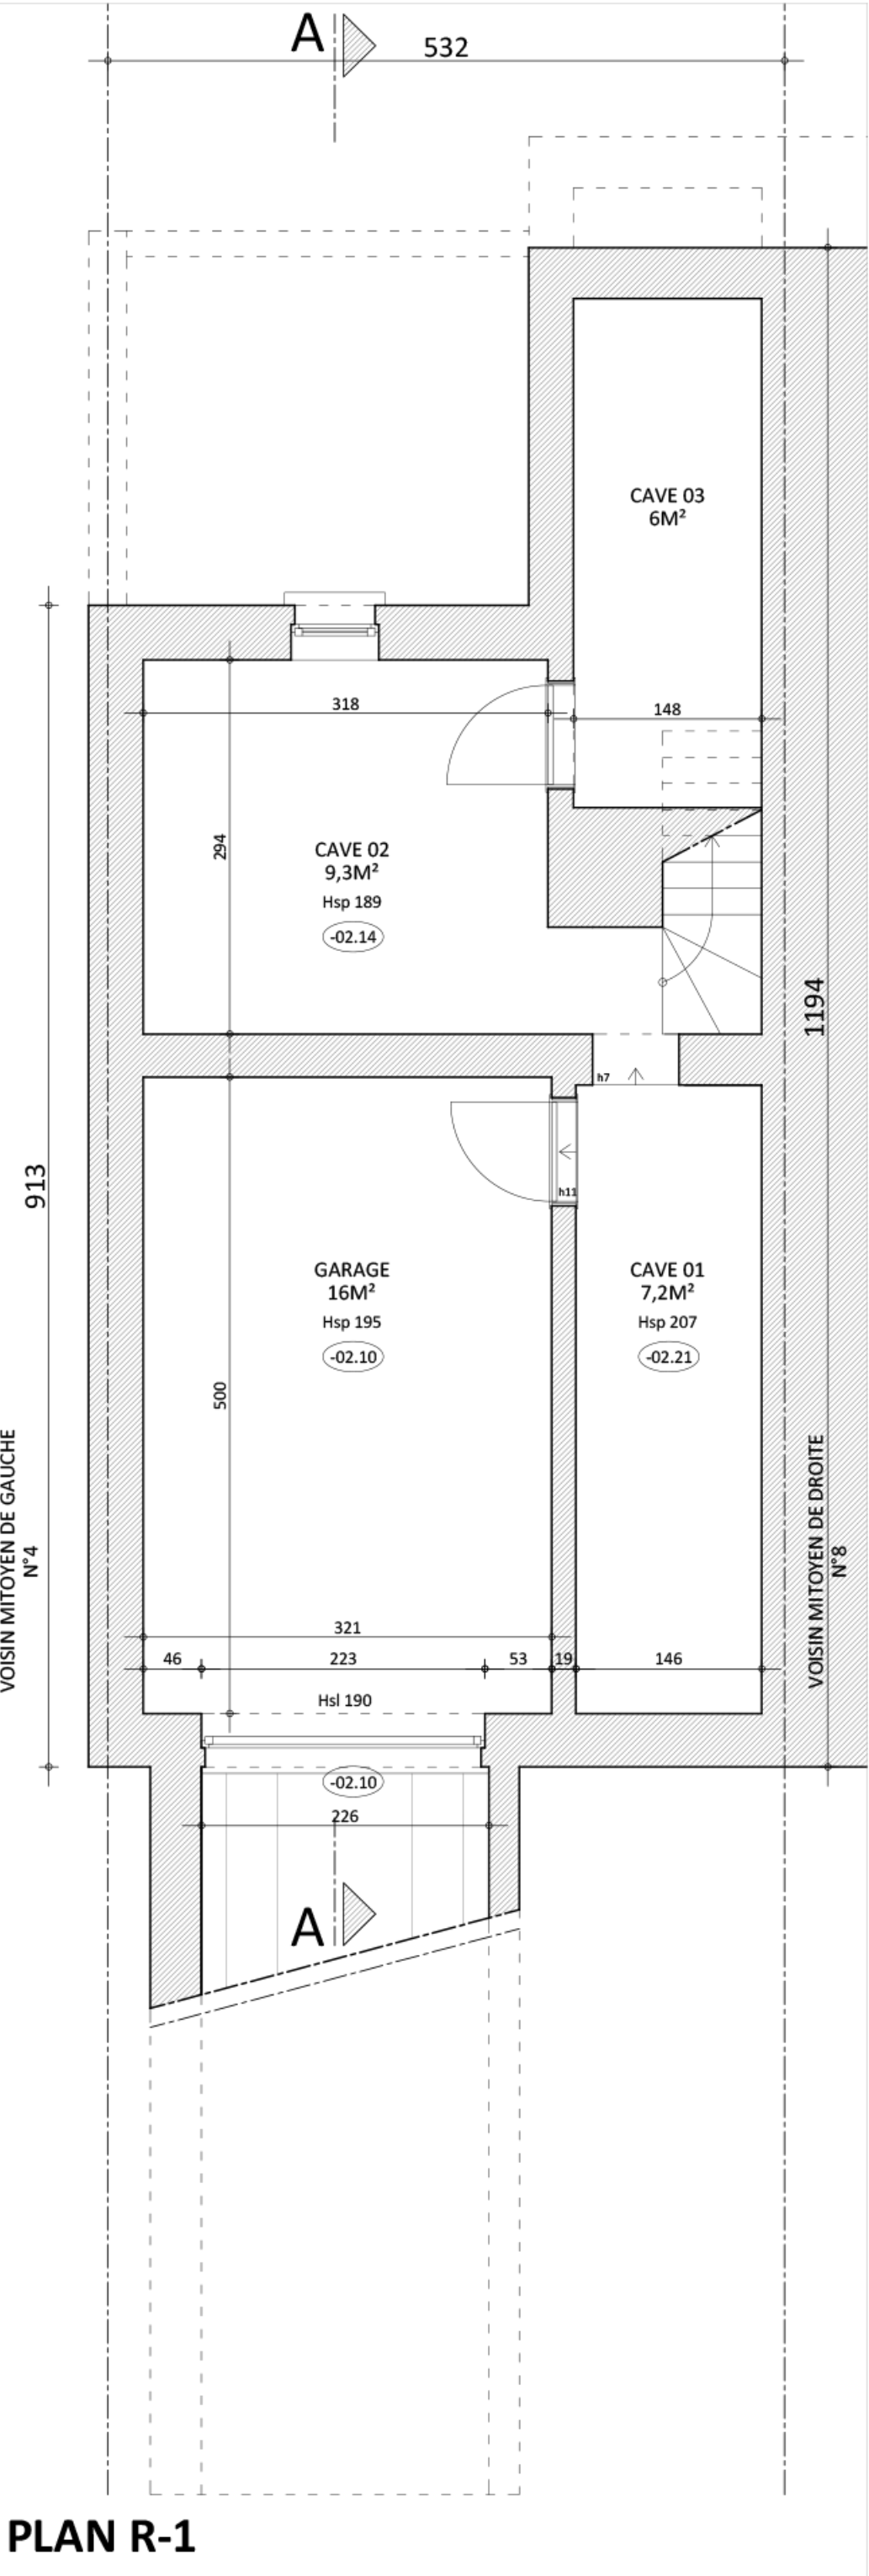 A
532
CAVE 03
6M²
318
148
294
CAVE 02
9,3M²
Hsp 189
-02.14
1194
h7
913
h11
GARAGE
16M²
Hsp 195
-02.10
CAVE 01
7,2M²
Hsp 207
-02.21
500
VOISIN MITOYEN DE GAUCHE
N°4
VOISIN MITOYEN DE DROITE
N°8
321
46
223
53
19
146
Hsl 190
-02.10
226
A
PLAN R-1